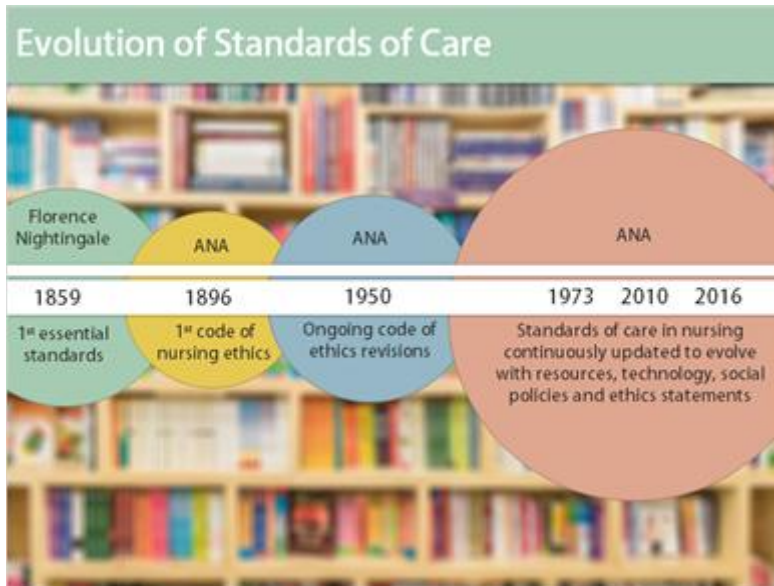 Evolution of Standards of Care
Florence
Nightingale
1859
1st essential
standards
ANA
1896
1st code of
nursing ethics
ANA
1950
Ongoing code of
ethics revisions
ANA
1973 2010 2016
Standards of care in nursing
continuously updated to evolve
with resources, technology, social
policies and ethics statements